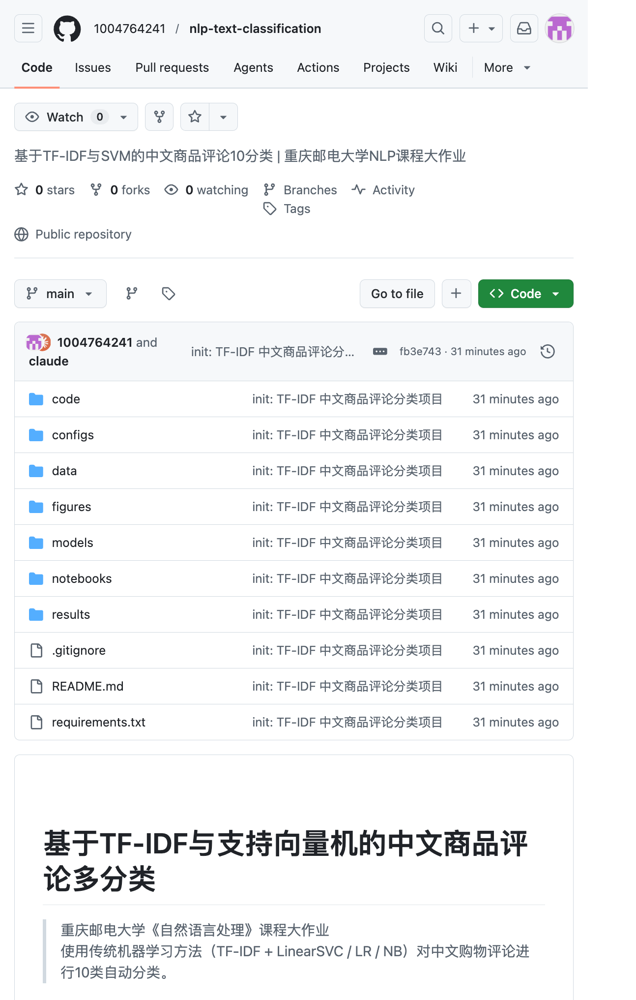 1004764241 / nlp-text-classification
Code Issues Pull requests Agents Actions Projects Wiki More
Watch 0
基于TF-IDF与SVM的中文商品评论10分类 | 重庆邮电大学NLP课程大作业
0 stars 0 forks 0 watching Branches Activity
Tags
Public repository
main Go to file Code
1004764241 and
claude
init: TF-IDF 中文商品评论分... fb3e743 · 31 minutes ago
code init: TF-IDF 中文商品评论分类项目 31 minutes ago
configs init: TF-IDF 中文商品评论分类项目 31 minutes ago
data init: TF-IDF 中文商品评论分类项目 31 minutes ago
figures init: TF-IDF 中文商品评论分类项目 31 minutes ago
models init: TF-IDF 中文商品评论分类项目 31 minutes ago
notebooks init: TF-IDF 中文商品评论分类项目 31 minutes ago
results init: TF-IDF 中文商品评论分类项目 31 minutes ago
.gitignore init: TF-IDF 中文商品评论分类项目 31 minutes ago
README.md init: TF-IDF 中文商品评论分类项目 31 minutes ago
requirements.txt init: TF-IDF 中文商品评论分类项目 31 minutes ago
基于TF-IDF与支持向量机的中文商品评
论多分类
重庆邮电大学《自然语言处理》课程大作业
使用传统机器学习方法（TF-IDF + LinearSVC / LR / NB）对中文购物评论进
行10类自动分类。